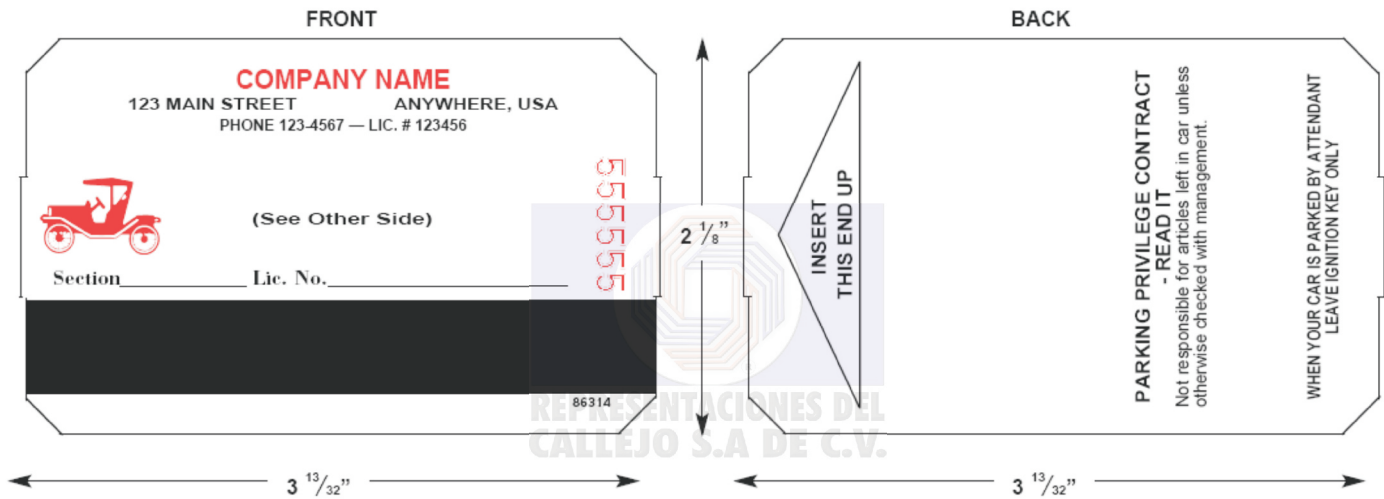 FRONT
COMPANY NAME
123 MAIN STREET ANYWHERE, USA
PHONE 123-4567 — LIC. # 123456
555555
(See Other Side)
Section____________ Lic. No.______________________
86314
3 13/32"
2 1/8"
BACK
INSERT
THIS END UP
PARKING PRIVILEGE CONTRACT
- READ IT
Not responsible for articles left in car unless
otherwise checked with management.
WHEN YOUR CAR IS PARKED BY ATTENDANT
LEAVE IGNITION KEY ONLY
3 13/32"
REPRESENTACIONES DEL
CALLEJO S.A DE C.V.